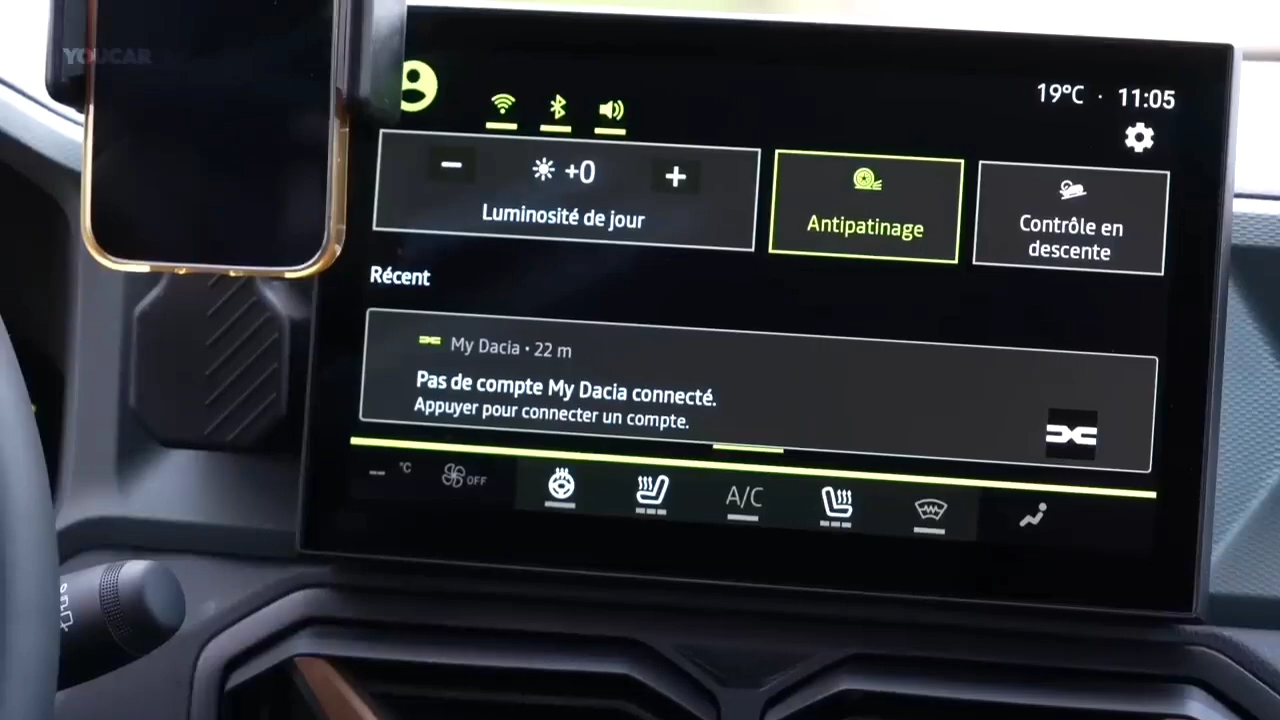 YOUCAR
19°C · 11:05
+0
Luminosité de jour
Antipatinage
Contrôle en
descente
Récent
My Dacia • 22 m
Pas de compte My Dacia connecté.
Appuyer pour connecter un compte.
-- °C
OFF
A/C